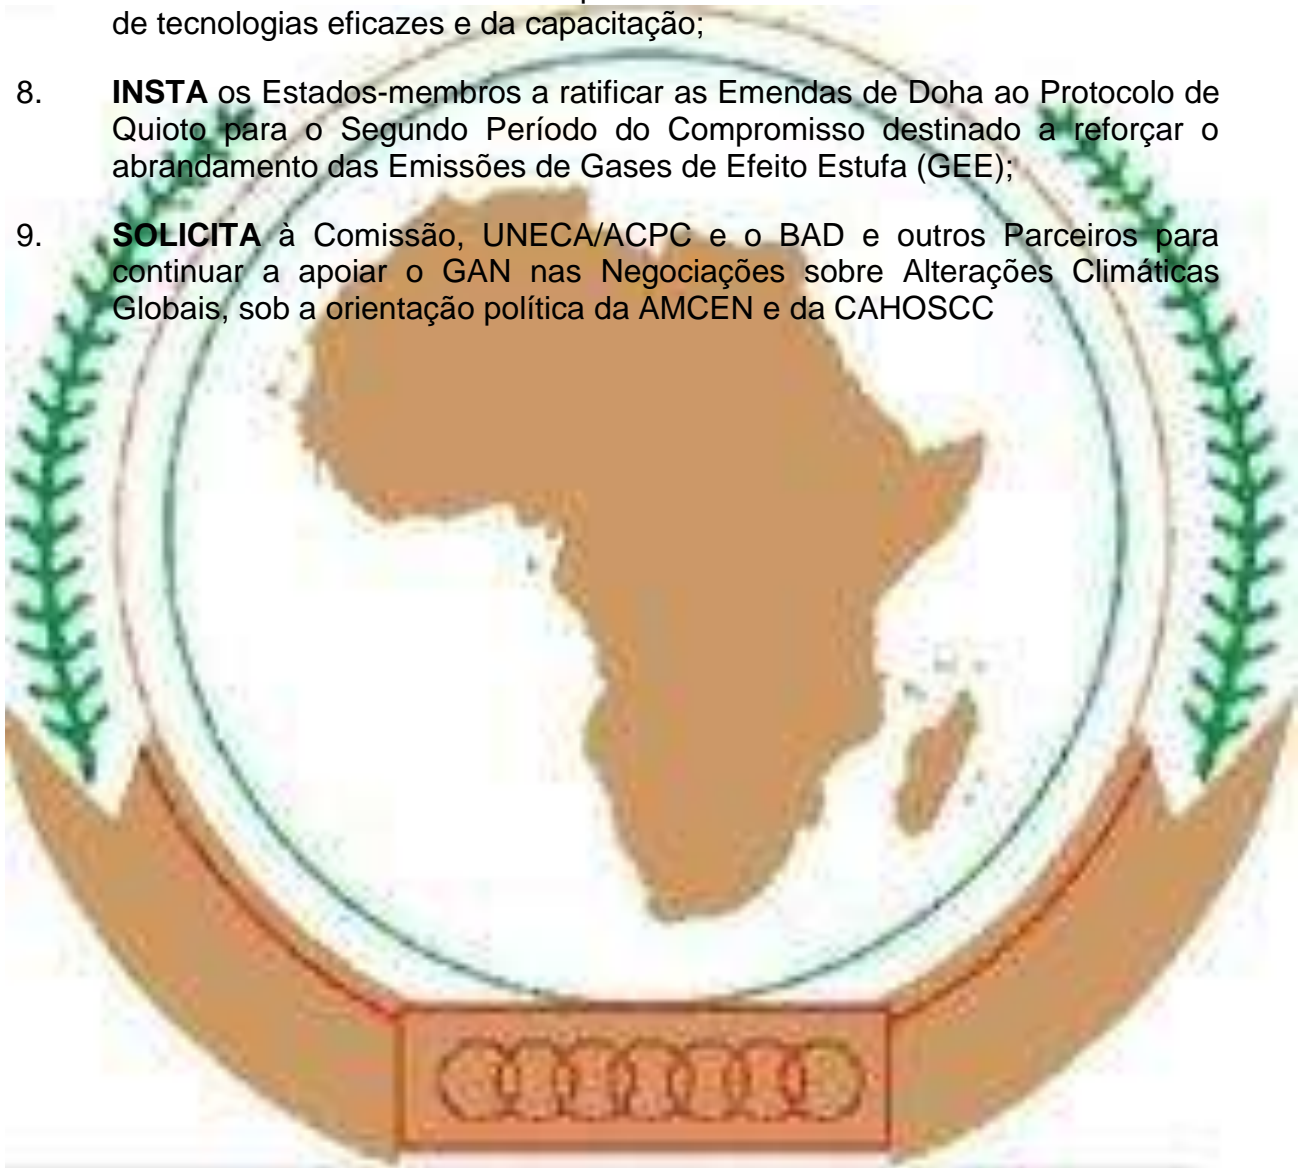 de tecnologias eficazes e da capacitação;
8. INSTA os Estados-membros a ratificar as Emendas de Doha ao Protocolo de
Quioto para o Segundo Período do Compromisso destinado a reforçar o
abrandamento das Emissões de Gases de Efeito Estufa (GEE);
9. SOLICITA à Comissão, UNECA/ACPC e o BAD e outros Parceiros para
continuar a apoiar o GAN nas Negociações sobre Alterações Climáticas
Globais, sob a orientação política da AMCEN e da CAHOSCC